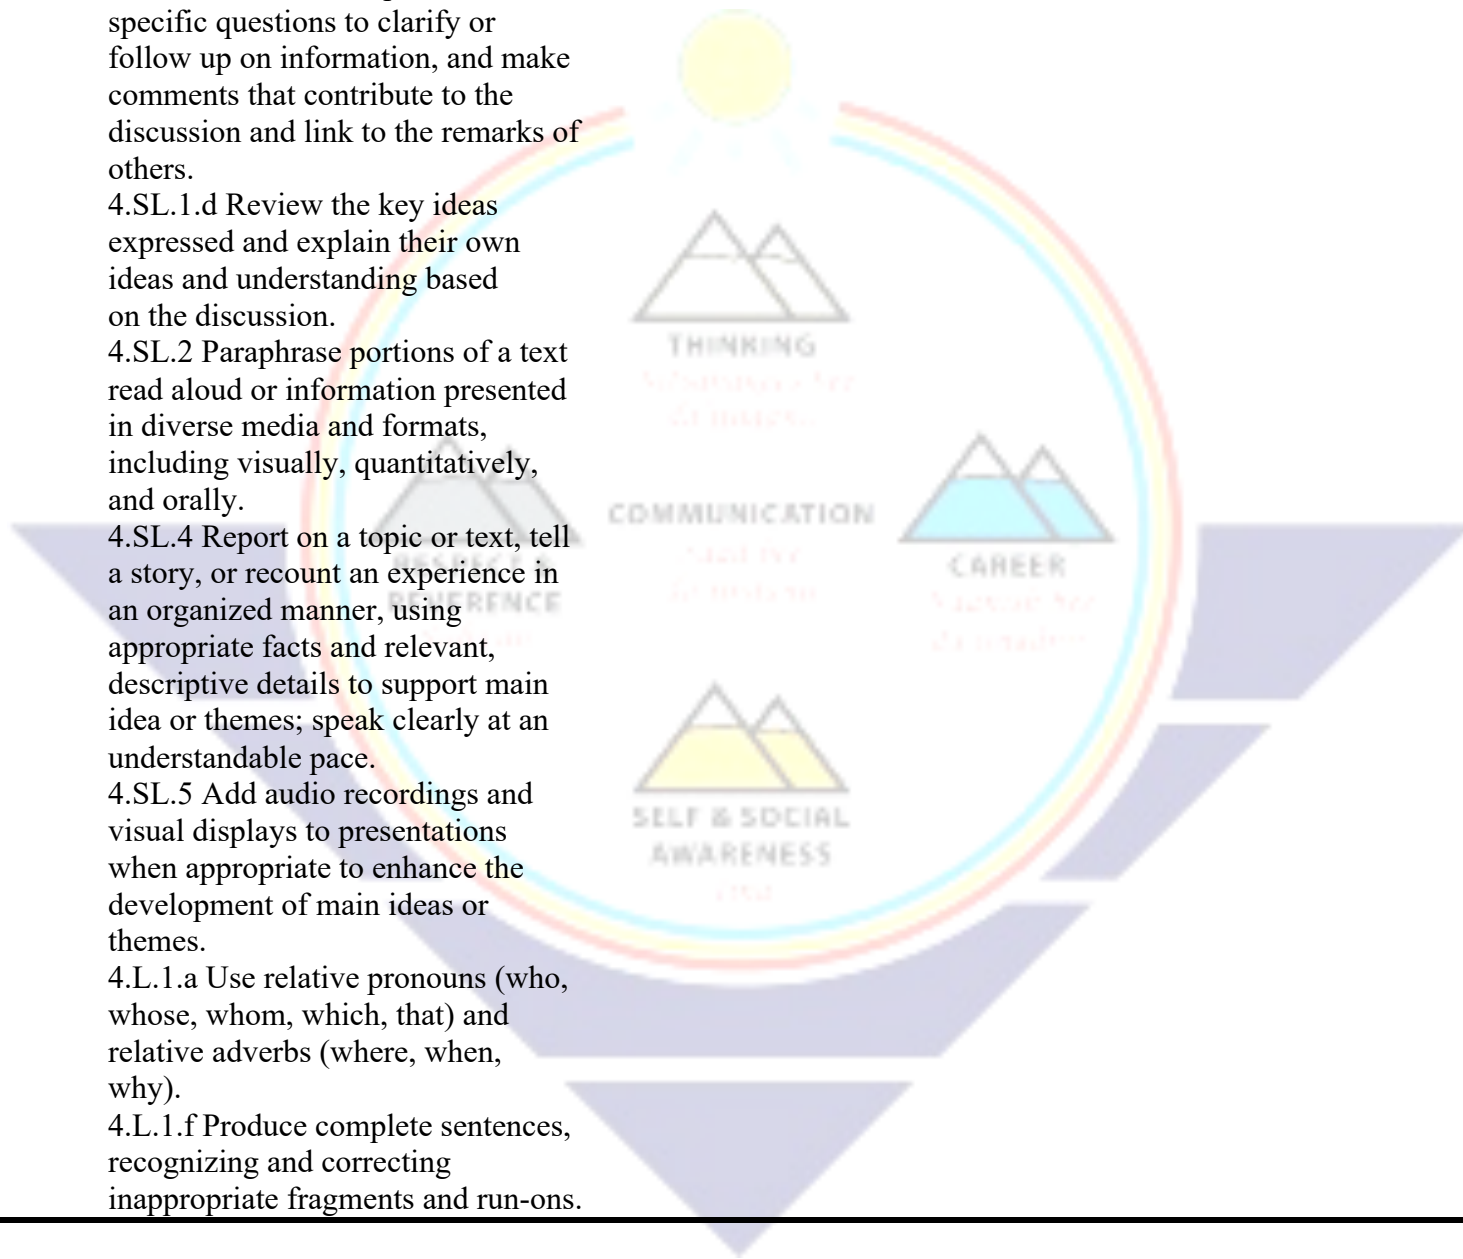 specific questions to clarify or
follow up on information, and make
comments that contribute to the
discussion and link to the remarks of
others.
4.SL.1.d Review the key ideas
expressed and explain their own
ideas and understanding based
on the discussion.
4.SL.2 Paraphrase portions of a text
read aloud or information presented
in diverse media and formats,
including visually, quantitatively,
and orally.
4.SL.4 Report on a topic or text, tell
a story, or recount an experience in
an organized manner, using
appropriate facts and relevant,
descriptive details to support main
idea or themes; speak clearly at an
understandable pace.
4.SL.5 Add audio recordings and
visual displays to presentations
when appropriate to enhance the
development of main ideas or
themes.
4.L.1.a Use relative pronouns (who,
whose, whom, which, that) and
relative adverbs (where, when,
why).
4.L.1.f Produce complete sentences,
recognizing and correcting
inappropriate fragments and run-ons.
THINKING
COMMUNICATION
RESPECT &
REVERENCE
CAREER
SELF & SOCIAL
AWARENESS